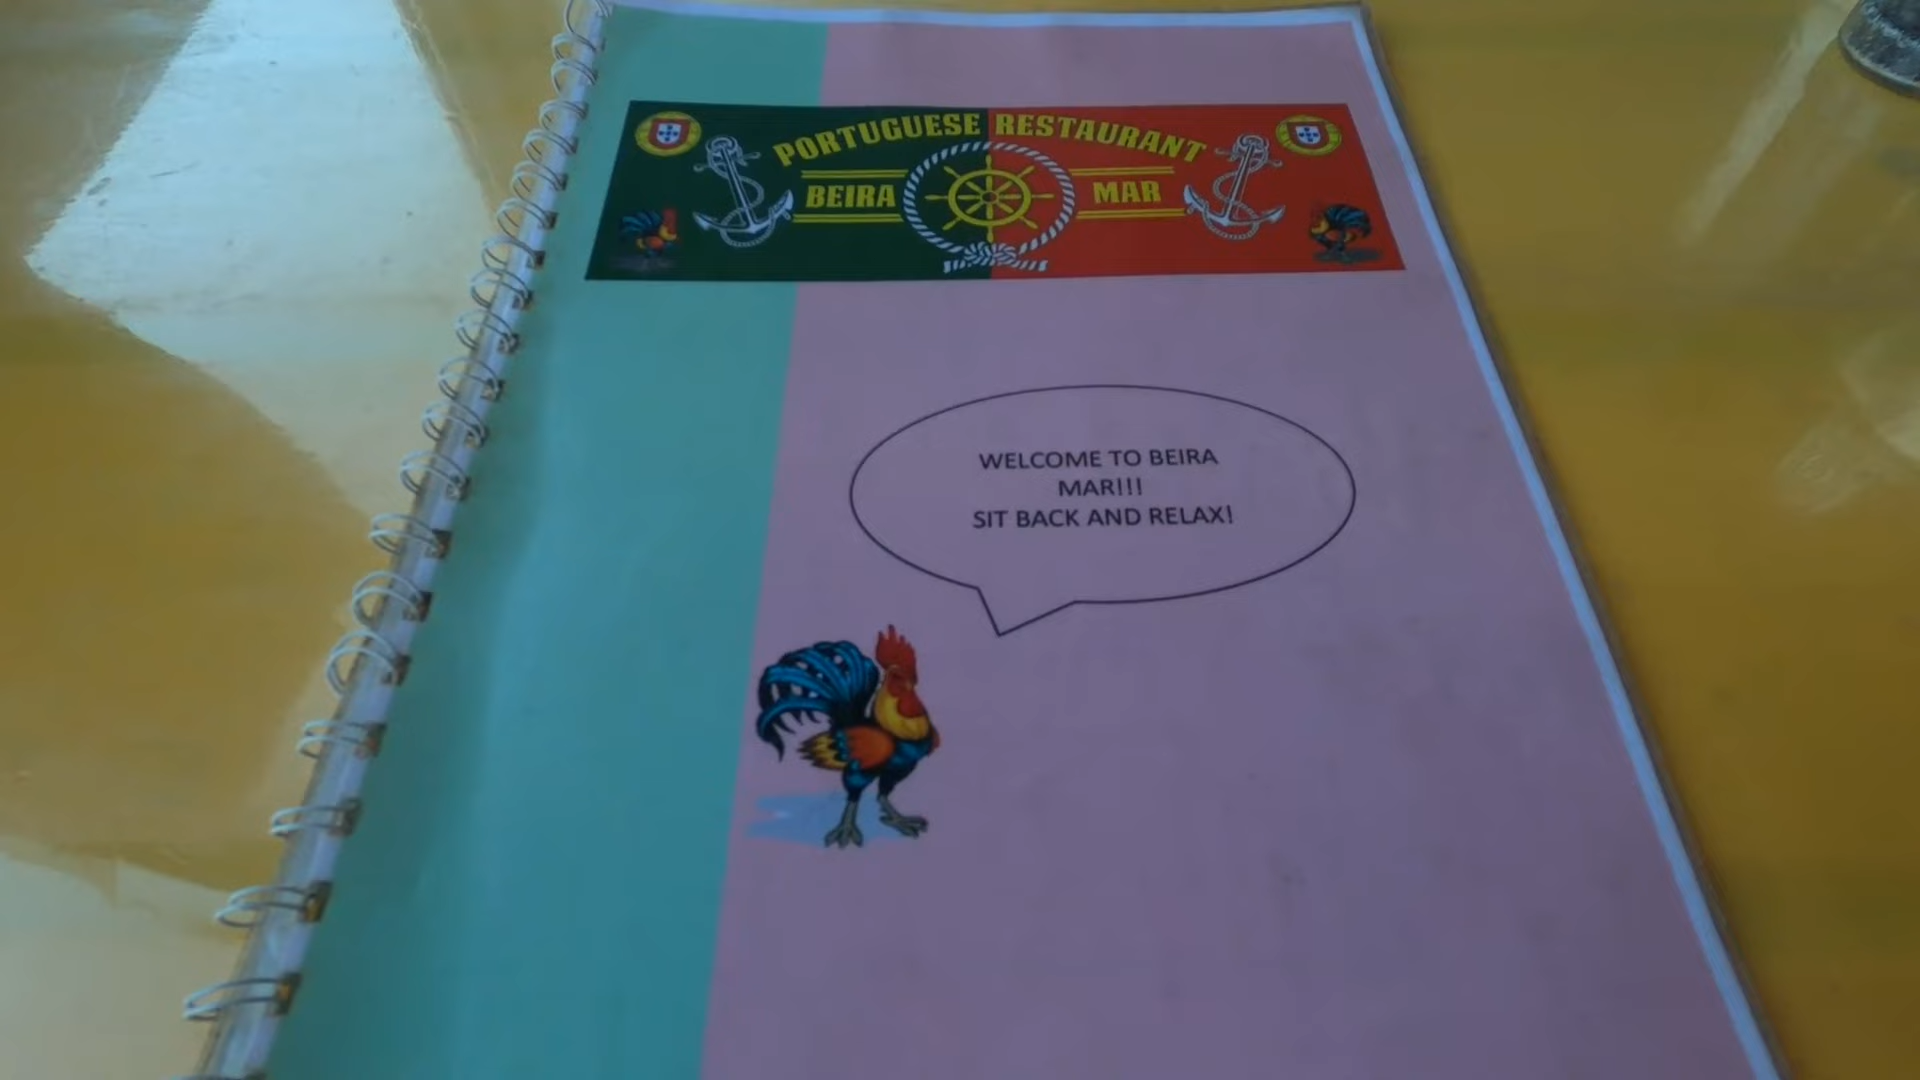 PORTUGUESE RESTAURANT
BEIRA MAR
WELCOME TO BEIRA
MAR!!!
SIT BACK AND RELAX!